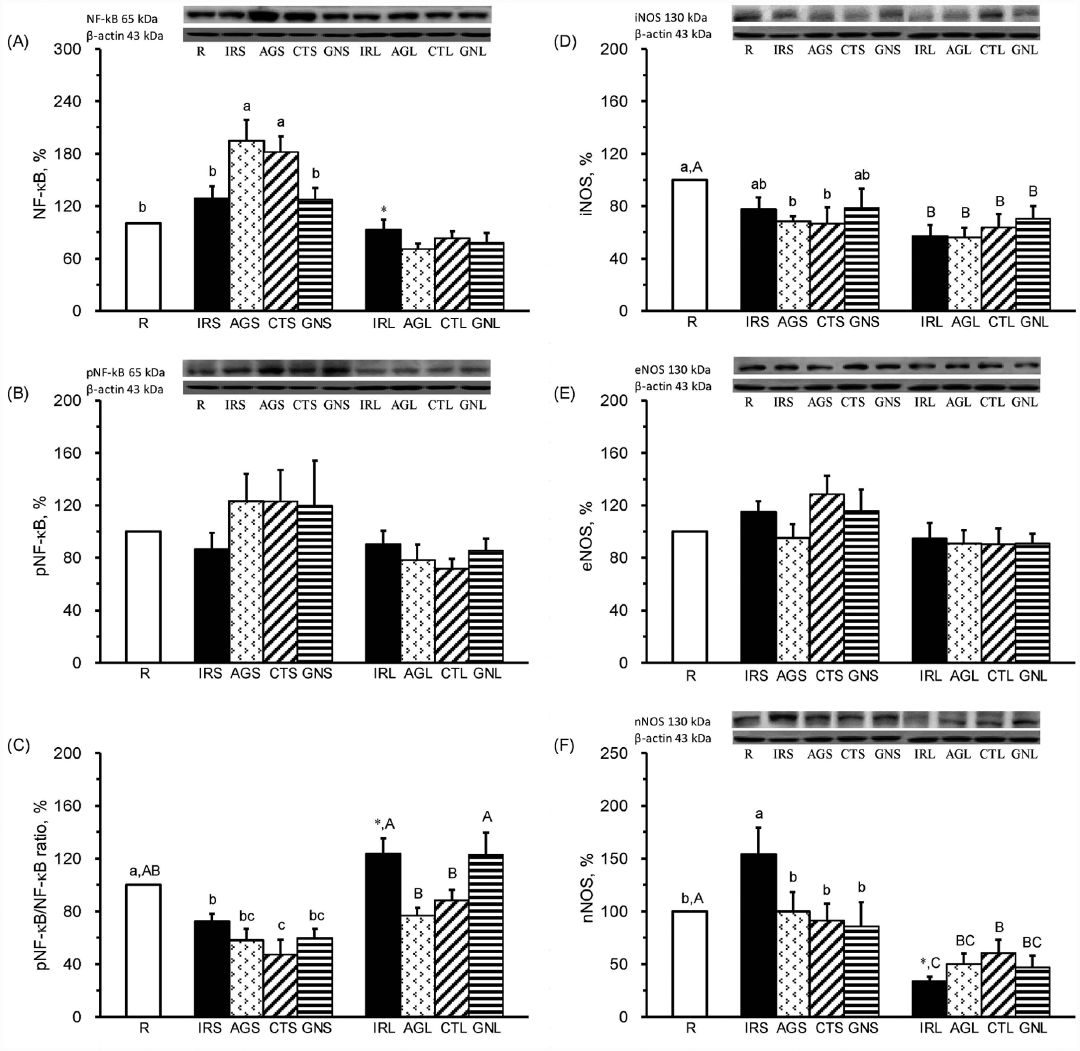 NF-kB 65 kDa
β-actin 43 kDa
R IRS AGS CTS GNS IRL AGL CTL GNL
(A)
300
240
180
120
60
0
NF-κB, %
b
b
a
a
b
*
R IRS AGS CTS GNS IRL AGL CTL GNL
iNOS 130 kDa
β-actin 43 kDa
R IRS AGS CTS GNS IRL AGL CTL GNL
(D)
200
160
120
80
40
0
iNOS, %
a,A
ab
b
b
ab
B
B
B
B
R IRS AGS CTS GNS IRL AGL CTL GNL
pNF-kB 65 kDa
β-actin 43 kDa
R IRS AGS CTS GNS IRL AGL CTL GNL
(B)
200
160
120
80
40
0
pNF-κB, %
R IRS AGS CTS GNS IRL AGL CTL GNL
eNOS 130 kDa
β-actin 43 kDa
R IRS AGS CTS GNS IRL AGL CTL GNL
(E)
200
160
120
80
40
0
eNOS, %
R IRS AGS CTS GNS IRL AGL CTL GNL
(C)
200
160
120
80
40
0
pNF-κB/NF-κB ratio, %
a,AB
b
bc
c
bc
*,A
B
B
A
R IRS AGS CTS GNS IRL AGL CTL GNL
nNOS 130 kDa
β-actin 43 kDa
R IRS AGS CTS GNS IRL AGL CTL GNL
(F)
250
200
150
100
50
0
nNOS, %
b,A
a
b
b
b
*,C
BC
B
BC
R IRS AGS CTS GNS IRL AGL CTL GNL